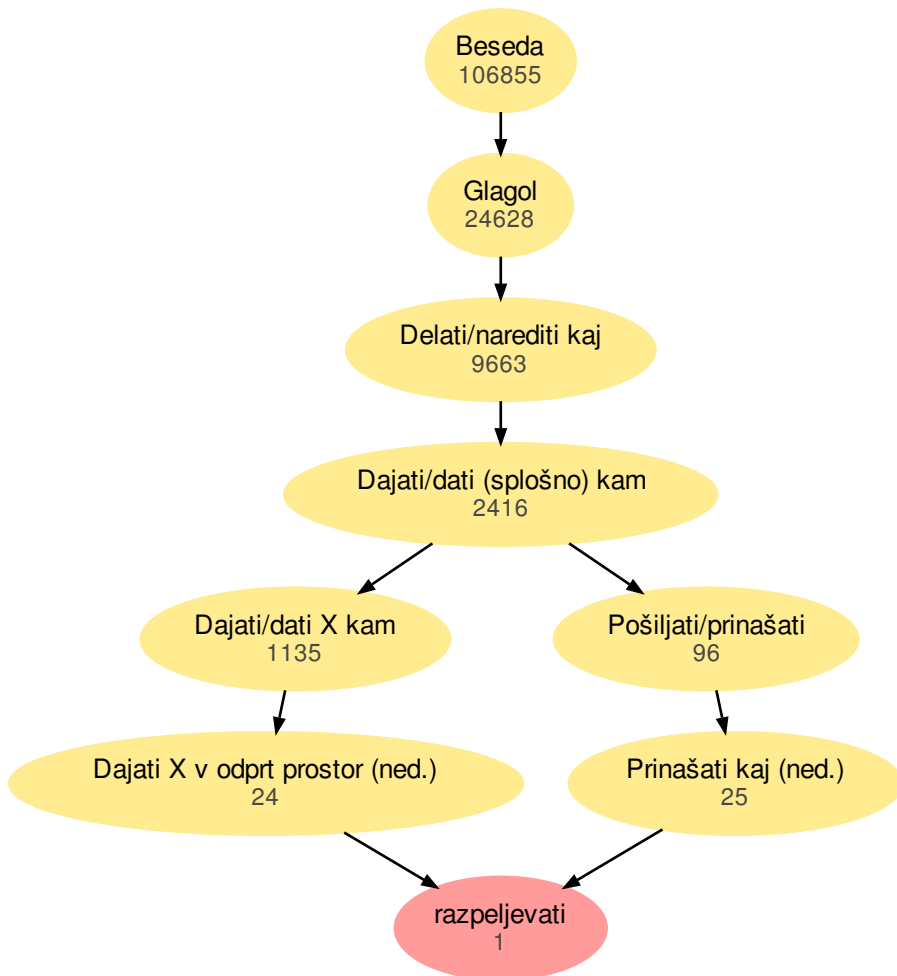 Beseda
106855
Glagol
24628
Delati/narediti kaj
9663
Dajati/dati (splošno) kam
2416
Dajati/dati X kam
1135
Pošiljati/prinašati
96
Dajati X v odprt prostor (ned.)
24
Prinašati kaj (ned.)
25
razpeljevati
1